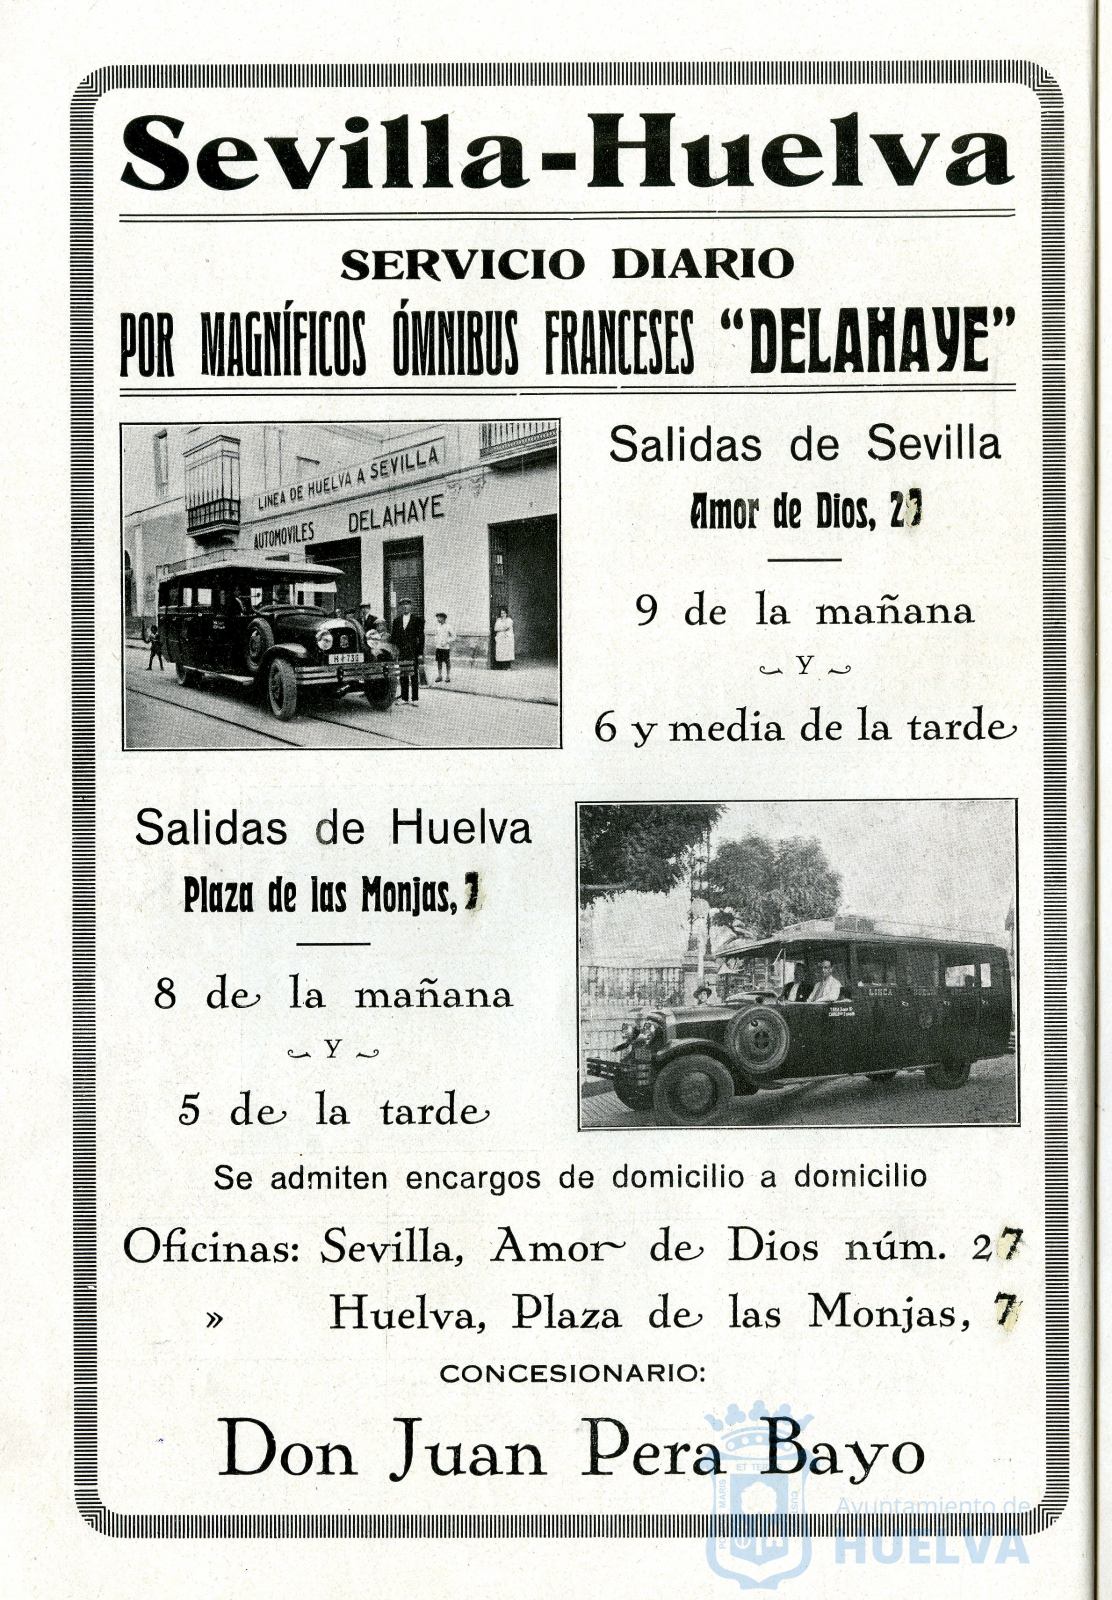 Sevilla-Huelva
SERVICIO DIARIO
POR MAGNÍFICOS ÓMNIBUS FRANCESES “DELAHAYE”
LINEA DE HUELVA A SEVILLA
AUTOMOVILES DELAHAYE
H-1730
Salidas de Sevilla
Amor de Dios, 27
9 de la mañana
Y
6 y media de la tarde
Salidas de Huelva
Plaza de las Monjas, 7
8 de la mañana
Y
5 de la tarde
LINEA HUELVA
Se admiten encargos de domicilio a domicilio
Oficinas: Sevilla, Amor de Dios núm. 27
» Huelva, Plaza de las Monjas, 7
CONCESIONARIO:
Don Juan Pera Bayo
Ayuntamiento de
HUELVA